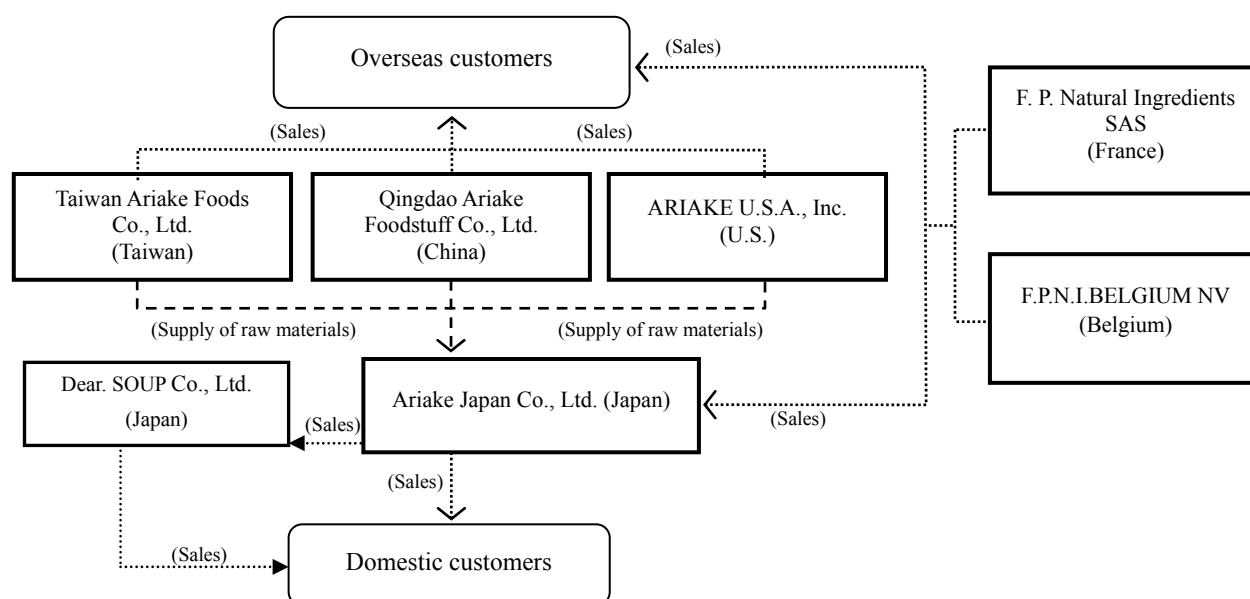 Overseas customers
(Sales)
F. P. Natural Ingredients
SAS
(France)
(Sales)
(Sales)
Taiwan Ariake Foods
Co., Ltd.
(Taiwan)
Qingdao Ariake
Foodstuff Co., Ltd.
(China)
ARIAKE U.S.A., Inc.
(U.S.)
F.P.N.I.BELGIUM NV
(Belgium)
(Supply of raw materials)
(Supply of raw materials)
Dear. SOUP Co., Ltd.
(Japan)
Ariake Japan Co., Ltd. (Japan)
(Sales)
(Sales)
(Sales)
(Sales)
Domestic customers